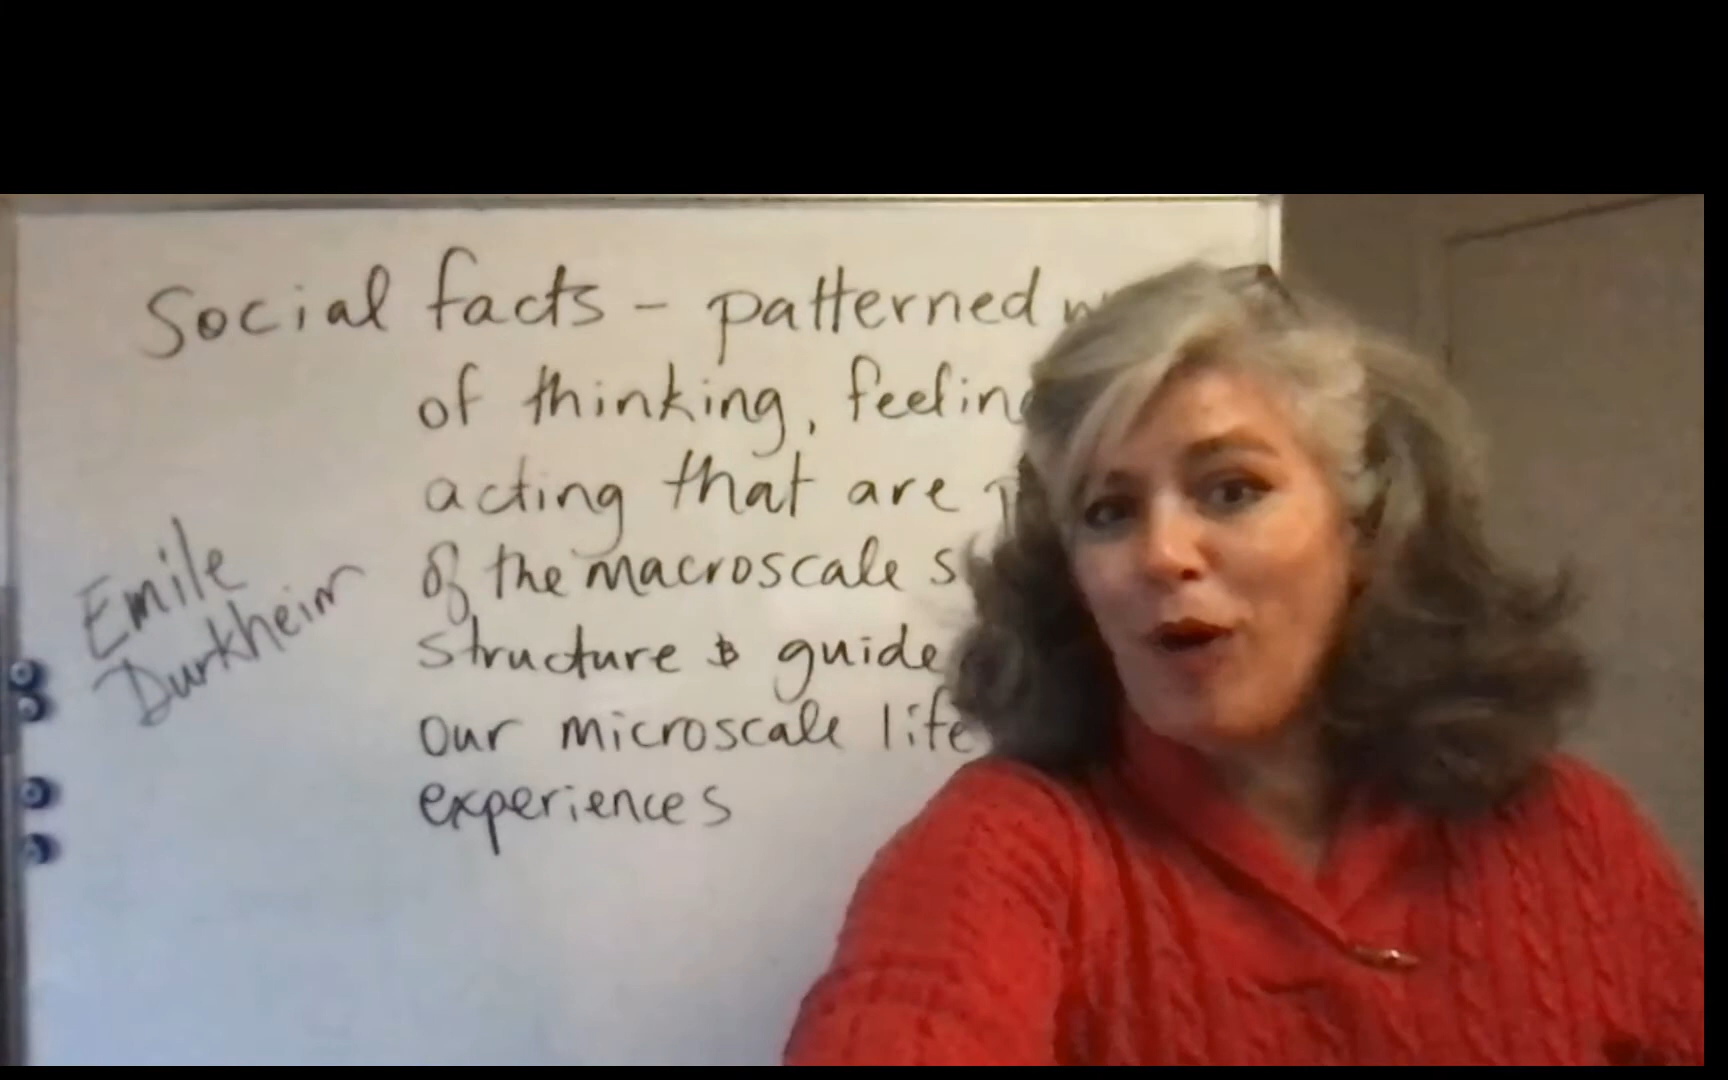 Social facts - patterned
of thinking, feeling
acting that are
of the macroscale
structure & guide
our microscale life
experiences
Emile
Durkheim